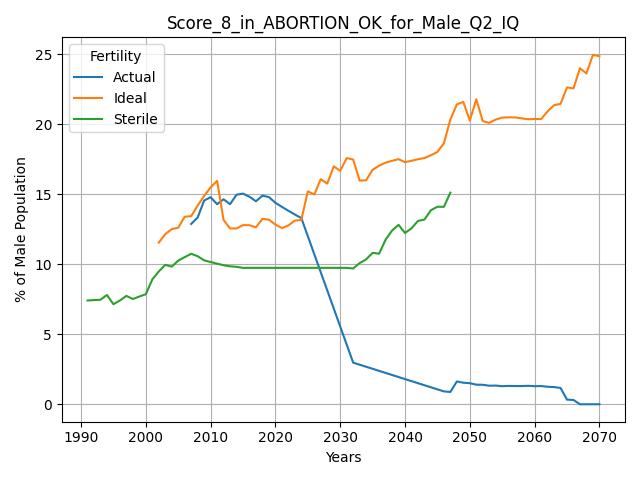 Score_8_in_ABORTION_OK_for_Male_Q2_IQ
% of Male Population
25
20
15
10
5
0
Fertility
Actual
Ideal
Sterile
1990 2000 2010 2020 2030 2040 2050 2060 2070
Years